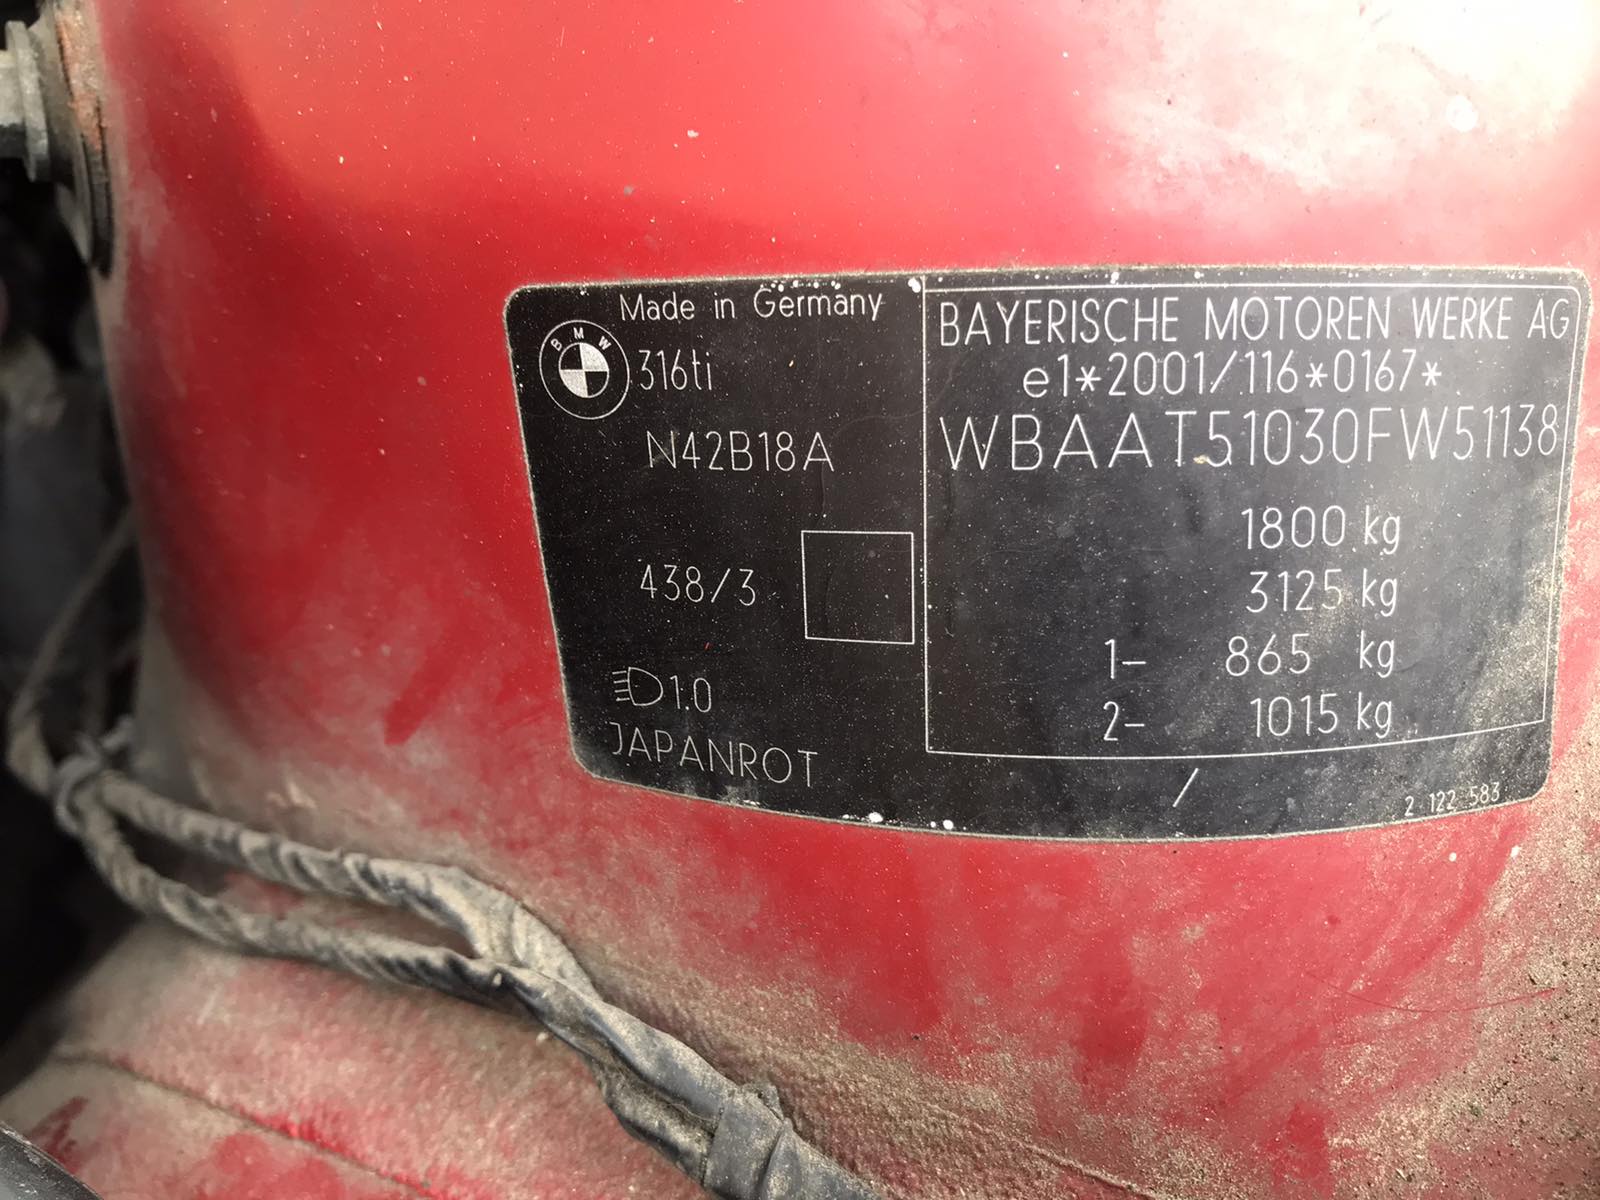 Made in Germany
BMW
316ti
N42B18A
438/3
1.0
JAPANROT
BAYERISCHE MOTOREN WERKE AG
e1*2001/116*0167*
WBAAT51030FW51138
1800 kg
3125 kg
1- 865 kg
2- 1015 kg
/
2 122 583